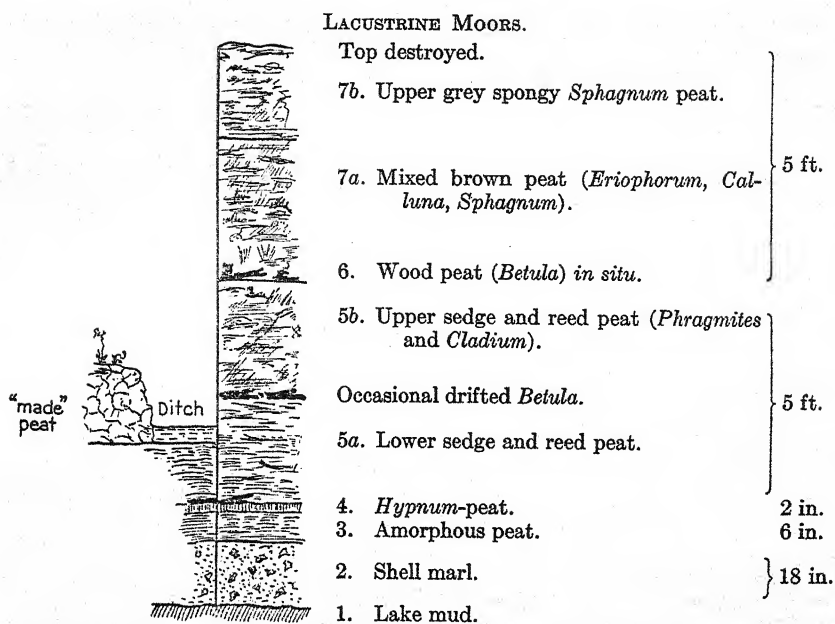 LACUSTRINE MOORS.
Top destroyed.
7b. Upper grey spongy Sphagnum peat.
7a. Mixed brown peat (Eriophorum, Cal-
luna, Sphagnum).
5 ft.
6. Wood peat (Betula) in situ.
5b. Upper sedge and reed peat (Phragmites
and Cladium).
"made"
peat
Ditch
Occasional drifted Betula.
5 ft.
5a. Lower sedge and reed peat.
4. Hypnum-peat. 2 in.
3. Amorphous peat. 6 in.
2. Shell marl. 18 in.
1. Lake mud.